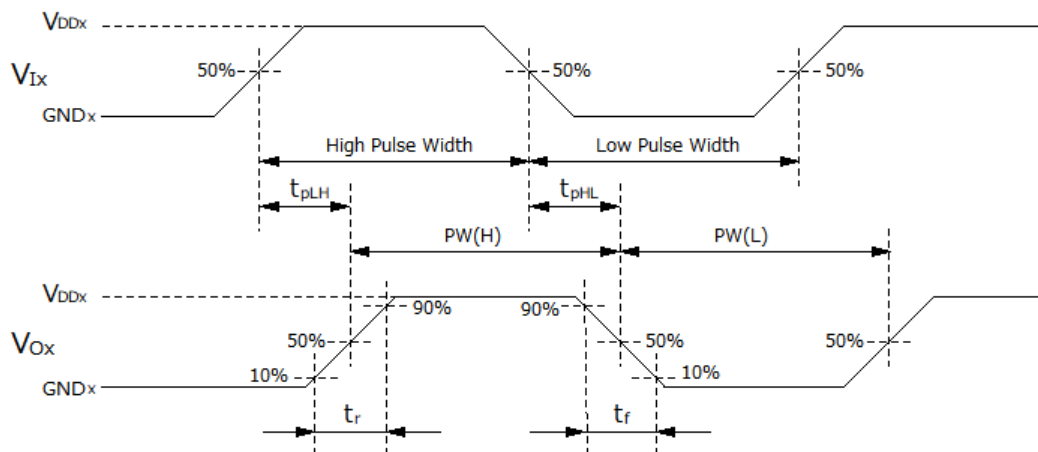 VDDx
50%
50%
50%
VIx
GNDx
High Pulse Width
Low Pulse Width
tpLH
tpHL
PW(H)
PW(L)
VDDx
90%
90%
50%
50%
50%
VOx
10%
10%
GNDx
tr
tf